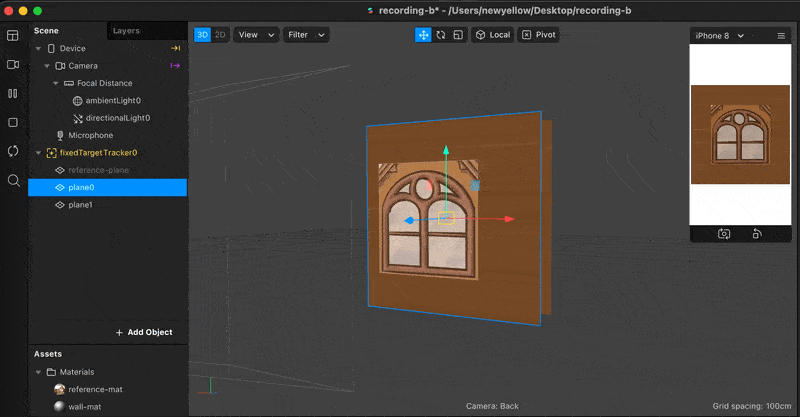 recording-b* - /Users/newyellow/Desktop/recording-b
Scene
Layers
3D
2D
View
Filter
Local
Pivot
iPhone 8
Device
Camera
Focal Distance
ambientLight0
directionalLight0
Microphone
fixedTargetTracker0
reference-plane
plane0
plane1
Add Object
Assets
Materials
reference-mat
wall-mat
Camera: Back
Grid spacing: 100cm